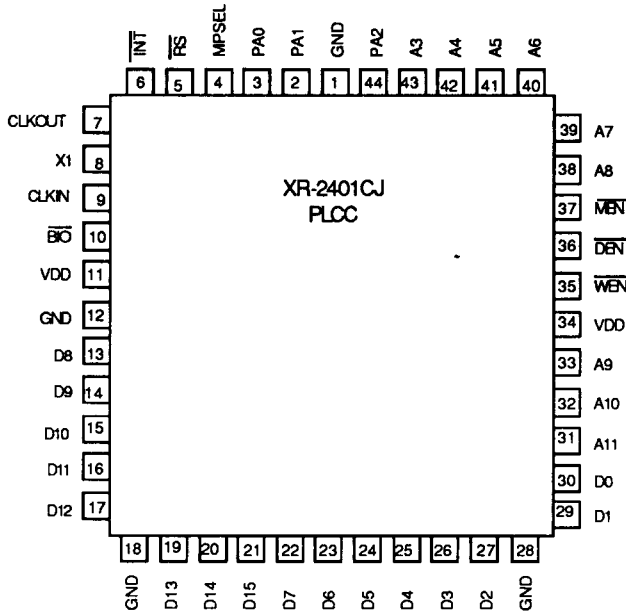 INT RS MPSEL PA0 PA1 GND PA2 A3 A4 A5 A6
6 5 4 3 2 1 44 43 42 41 40
CLKOUT 7
X1 8
CLKIN 9
BIO 10
VDD 11
GND 12
D8 13
D9 14
D10 15
D11 16
D12 17
XR-2401CJ
PLCC
39 A7
38 A8
37 MEN
36 DEN
35 WEN
34 VDD
33 A9
32 A10
31 A11
30 D0
29 D1
18 19 20 21 22 23 24 25 26 27 28
GND D13 D14 D15 D7 D6 D5 D4 D3 D2 GND